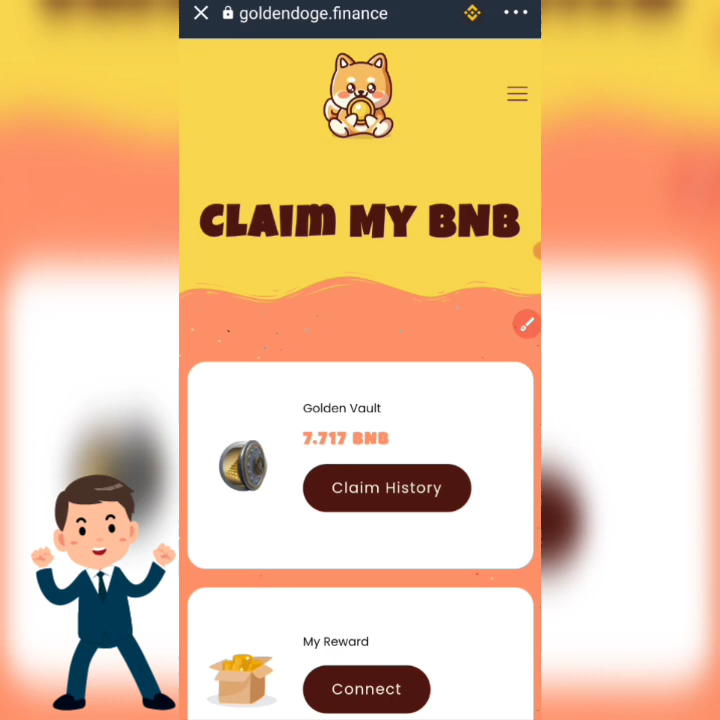 goldendoge.finance
CLAIM MY BNB
Golden Vault
7.717 BNB
Claim History
My Reward
Connect